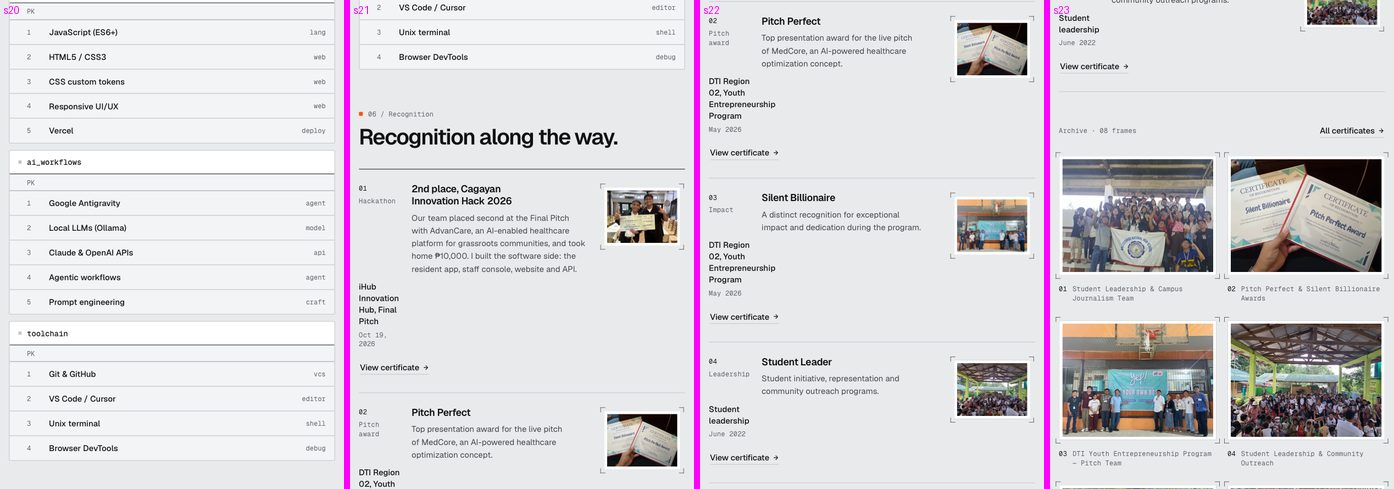 s20
PK
1 JavaScript (ES6+) lang
2 HTML5 / CSS3 web
3 CSS custom tokens web
4 Responsive UI/UX web
5 Vercel deploy
ai_workflows
PK
1 Google Antigravity agent
2 Local LLMs (Ollama) model
3 Claude & OpenAI APIs api
4 Agentic workflows agent
5 Prompt engineering craft
toolchain
PK
1 Git & GitHub vcs
2 VS Code / Cursor editor
3 Unix terminal shell
4 Browser DevTools debug
s21
2 VS Code / Cursor editor
3 Unix terminal shell
4 Browser DevTools debug
06 / Recognition
Recognition along the way.
01
Hackathon
2nd place, Cagayan
Innovation Hack 2026
Our team placed second at the Final Pitch
with AdvanCare, an AI-enabled healthcare
platform for grassroots communities, and took
home ₱10,000. I built the software side: the
resident app, staff console, website and API.
iHub
Innovation
Hub, Final
Pitch
Oct 19,
2026
View certificate →
02
Pitch
award
Pitch Perfect
Top presentation award for the live pitch
of MedCore, an AI-powered healthcare
optimization concept.
DTI Region
02, Youth
s22
02
Pitch
award
Pitch Perfect
Top presentation award for the live pitch
of MedCore, an AI-powered healthcare
optimization concept.
DTI Region
02, Youth
Entrepreneurship
Program
May 2026
View certificate →
03
Impact
Silent Billionaire
A distinct recognition for exceptional
impact and dedication during the program.
DTI Region
02, Youth
Entrepreneurship
Program
May 2026
View certificate →
04
Leadership
Student Leader
Student initiative, representation and
community outreach programs.
Student
leadership
June 2022
View certificate →
s23
community outreach programs.
Student
leadership
June 2022
View certificate →
Archive · 08 frames
All certificates →
CERTIFICATE
Silent Billionaire
CERTIFICATE
Pitch Perfect Award
01 Student Leadership & Campus
Journalism Team
02 Pitch Perfect & Silent Billionaire
Awards
03 DTI Youth Entrepreneurship Program
— Pitch Team
04 Student Leadership & Community
Outreach